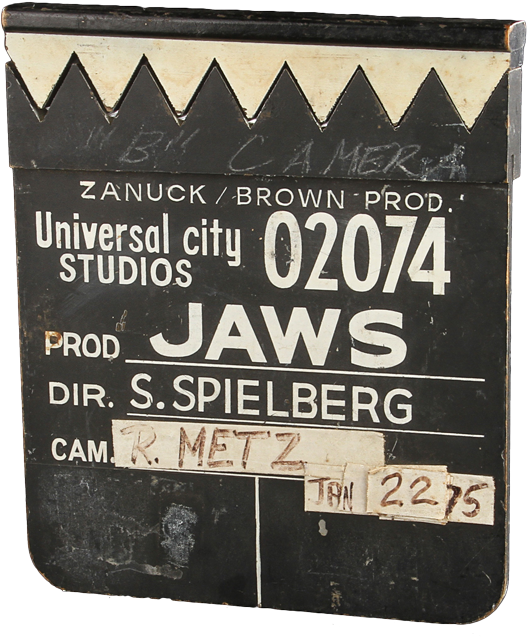 "B" CAMERA
ZANUCK / BROWN PROD.
Universal city 02074
STUDIOS
PROD JAWS
DIR. S. SPIELBERG
CAM. R. METZ
JAN 22 75